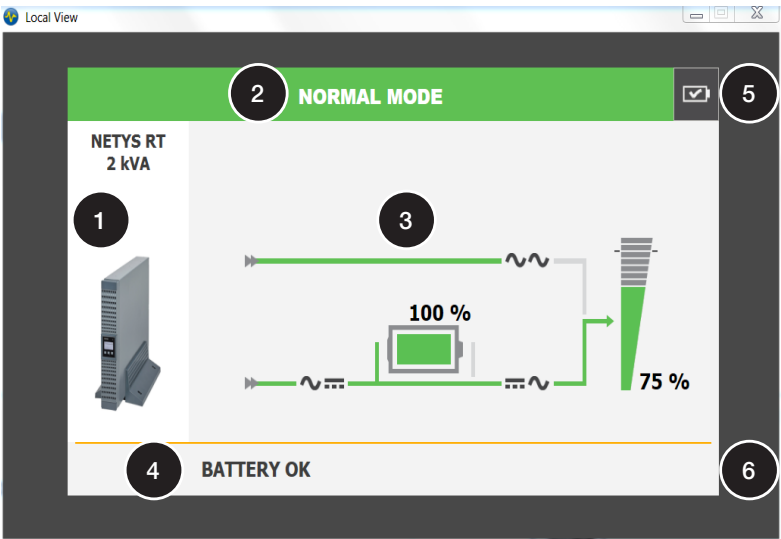 Local View
2
NORMAL MODE
5
NETYS RT
2 kVA
1
3
100 %
75 %
4
BATTERY OK
6